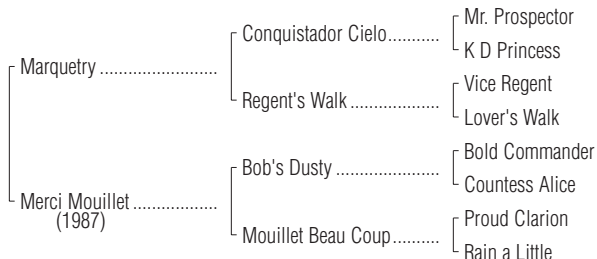 Mr. Prospector
Conquistador Cielo..........
K D Princess
Marquetry .......................
Vice Regent
Regent's Walk .................
Lover's Walk
Bold Commander
Bob's Dusty ....................
Countess Alice
Merci Mouillet ................
(1987)
Proud Clarion
Mouillet Beau Coup.........
Rain a Little